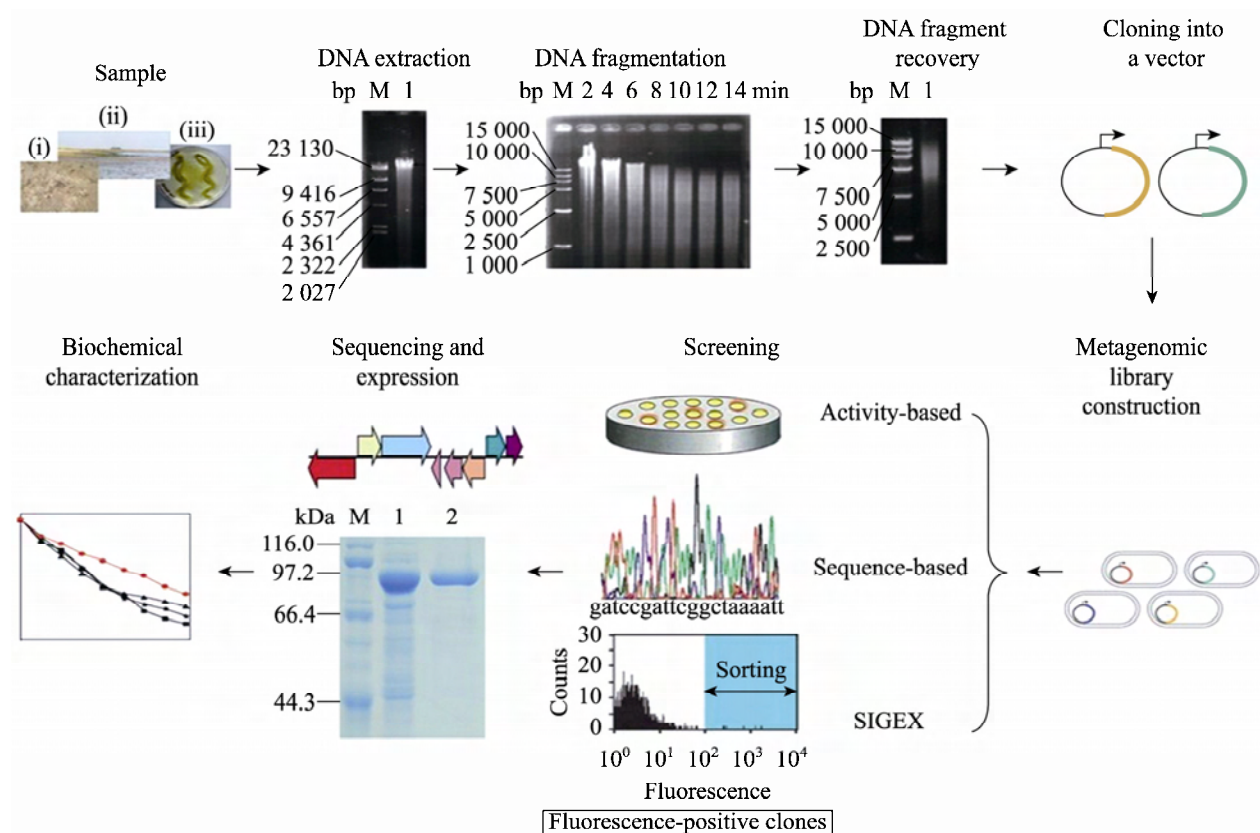 Sample
(i)
(ii)
(iii)
DNA extraction
bp M 1
23 130
9 416
6 557
4 361
2 322
2 027
DNA fragmentation
bp M 2 4 6 8 10 12 14 min
15 000
10 000
7 500
5 000
2 500
1 000
DNA fragment
recovery
bp M 1
15 000
10 000
7 500
5 000
2 500
Cloning into
a vector
Metagenomic
library
construction
Screening
Activity-based
Sequence-based
gatccgattcggctaaaatt
SIGEX
30
20
10
0
Counts
Sorting
10⁰ 10¹ 10² 10³ 10⁴
Fluorescence
Fluorescence-positive clones
Sequencing and
expression
kDa M 1 2
116.0
97.2
66.4
44.3
Biochemical
characterization